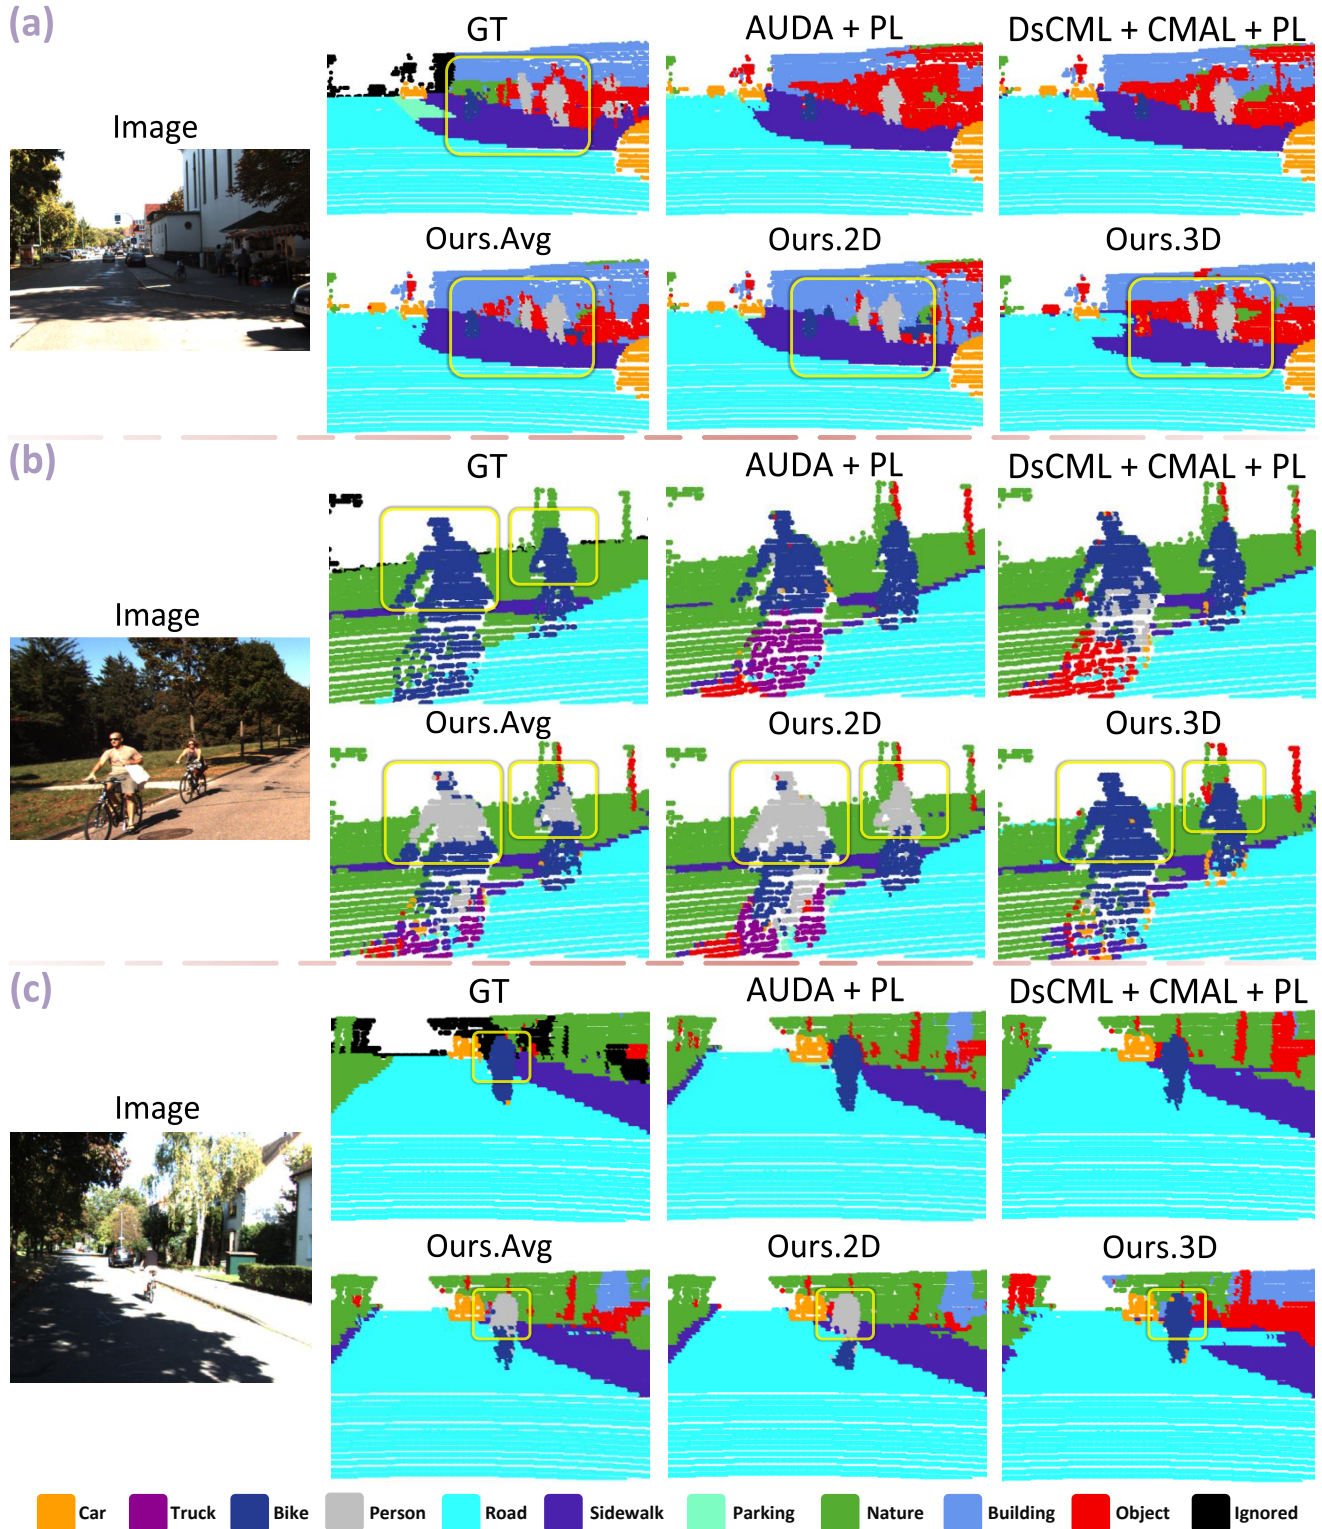 (a)
GT
AUDA + PL
DsCML + CMAL + PL
Image
Ours.Avg
Ours.2D
Ours.3D
(b)
GT
AUDA + PL
DsCML + CMAL + PL
Image
Ours.Avg
Ours.2D
Ours.3D
(c)
GT
AUDA + PL
DsCML + CMAL + PL
Image
Ours.Avg
Ours.2D
Ours.3D
Car Truck Bike Person Road Sidewalk Parking Nature Building Object Ignored